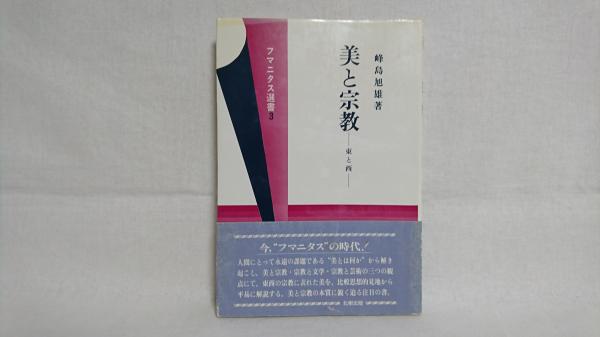 峰島旭雄著
美と宗教
──東と西──
フマニタス選書3
今、“フマニタス”の時代!
人間にとって永遠の課題である“美とは何か”から解き
起こし、美と宗教・宗教と文学・宗教と芸術の三つの観
点にて、東西の宗教に表れた美を、比較思想的見地から
平易に解説する。美と宗教の本質に鋭く迫る注目の書。
北樹出版